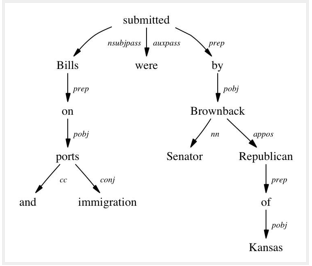 submitted
nsubjpass auxpass prep
Bills were by
prep pobj
on Brownback
pobj nn appos
ports Senator Republican
cc conj prep
and immigration of
pobj
Kansas